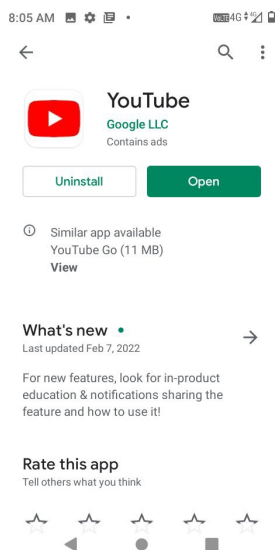 8:05 AM
4G
YouTube
Google LLC
Contains ads
Uninstall
Open
Similar app available
YouTube Go (11 MB)
View
What's new
Last updated Feb 7, 2022
For new features, look for in-product
education & notifications sharing the
feature and how to use it!
Rate this app
Tell others what you think